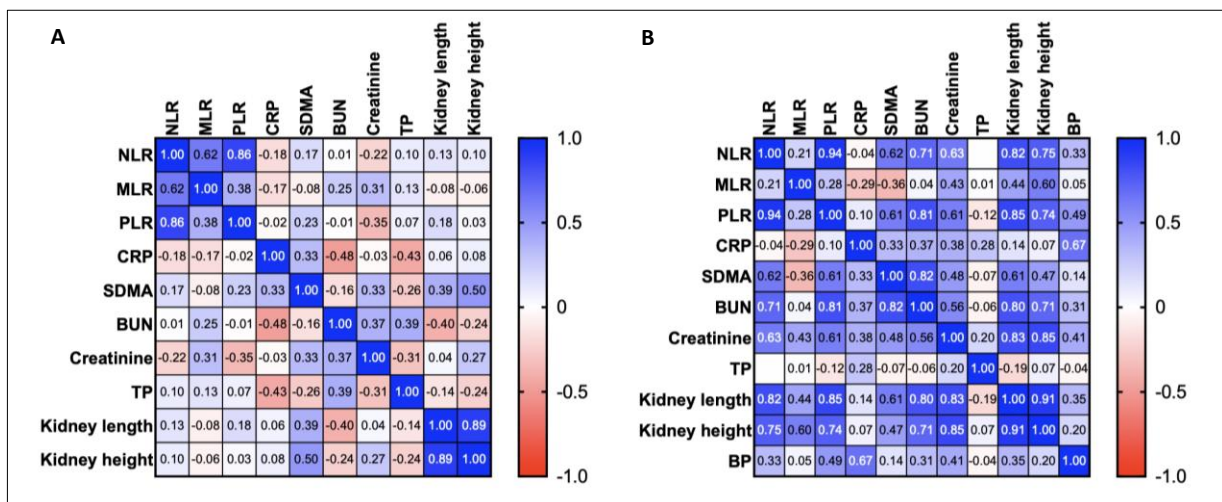 A
NLR MLR PLR CRP SDMA BUN Creatinine TP Kidney length Kidney height
NLR 1.00 0.62 0.86 -0.18 0.17 0.01 -0.22 0.10 0.13 0.10
MLR 0.62 1.00 0.38 -0.17 -0.08 0.25 0.31 0.13 -0.08 -0.06
PLR 0.86 0.38 1.00 -0.02 0.23 -0.01 -0.35 0.07 0.18 0.03
CRP -0.18 -0.17 -0.02 1.00 0.33 -0.48 -0.03 -0.43 0.06 0.08
SDMA 0.17 -0.08 0.23 0.33 1.00 -0.16 0.33 -0.26 0.39 0.50
BUN 0.01 0.25 -0.01 -0.48 -0.16 1.00 0.37 0.39 -0.40 -0.24
Creatinine -0.22 0.31 -0.35 -0.03 0.33 0.37 1.00 -0.31 0.04 0.27
TP 0.10 0.13 0.07 -0.43 -0.26 0.39 -0.31 1.00 -0.14 -0.24
Kidney length 0.13 -0.08 0.18 0.06 0.39 -0.40 0.04 -0.14 1.00 0.89
Kidney height 0.10 -0.06 0.03 0.08 0.50 -0.24 0.27 -0.24 0.89 1.00
1.0
0.5
0
-0.5
-1.0
B
NLR MLR PLR CRP SDMA BUN Creatinine TP Kidney length Kidney height BP
NLR 1.00 0.21 0.94 -0.04 0.62 0.71 0.63 0.82 0.75 0.33
MLR 0.21 1.00 0.28 -0.29 -0.36 0.04 0.43 0.01 0.44 0.60 0.05
PLR 0.94 0.28 1.00 0.10 0.61 0.81 0.61 -0.12 0.85 0.74 0.49
CRP -0.04 -0.29 0.10 1.00 0.33 0.37 0.38 0.28 0.14 0.07 0.67
SDMA 0.62 -0.36 0.61 0.33 1.00 0.82 0.48 -0.07 0.61 0.47 0.14
BUN 0.71 0.04 0.81 0.37 0.82 1.00 0.56 -0.06 0.80 0.71 0.31
Creatinine 0.63 0.43 0.61 0.38 0.48 0.56 1.00 0.20 0.83 0.85 0.41
TP 0.01 -0.12 0.28 -0.07 -0.06 0.20 1.00 -0.19 0.07 -0.04
Kidney length 0.82 0.44 0.85 0.14 0.61 0.80 0.83 -0.19 1.00 0.91 0.35
Kidney height 0.75 0.60 0.74 0.07 0.47 0.71 0.85 0.07 0.91 1.00 0.20
BP 0.33 0.05 0.49 0.67 0.14 0.31 0.41 -0.04 0.35 0.20 1.00
1.0
0.5
0
-0.5
-1.0